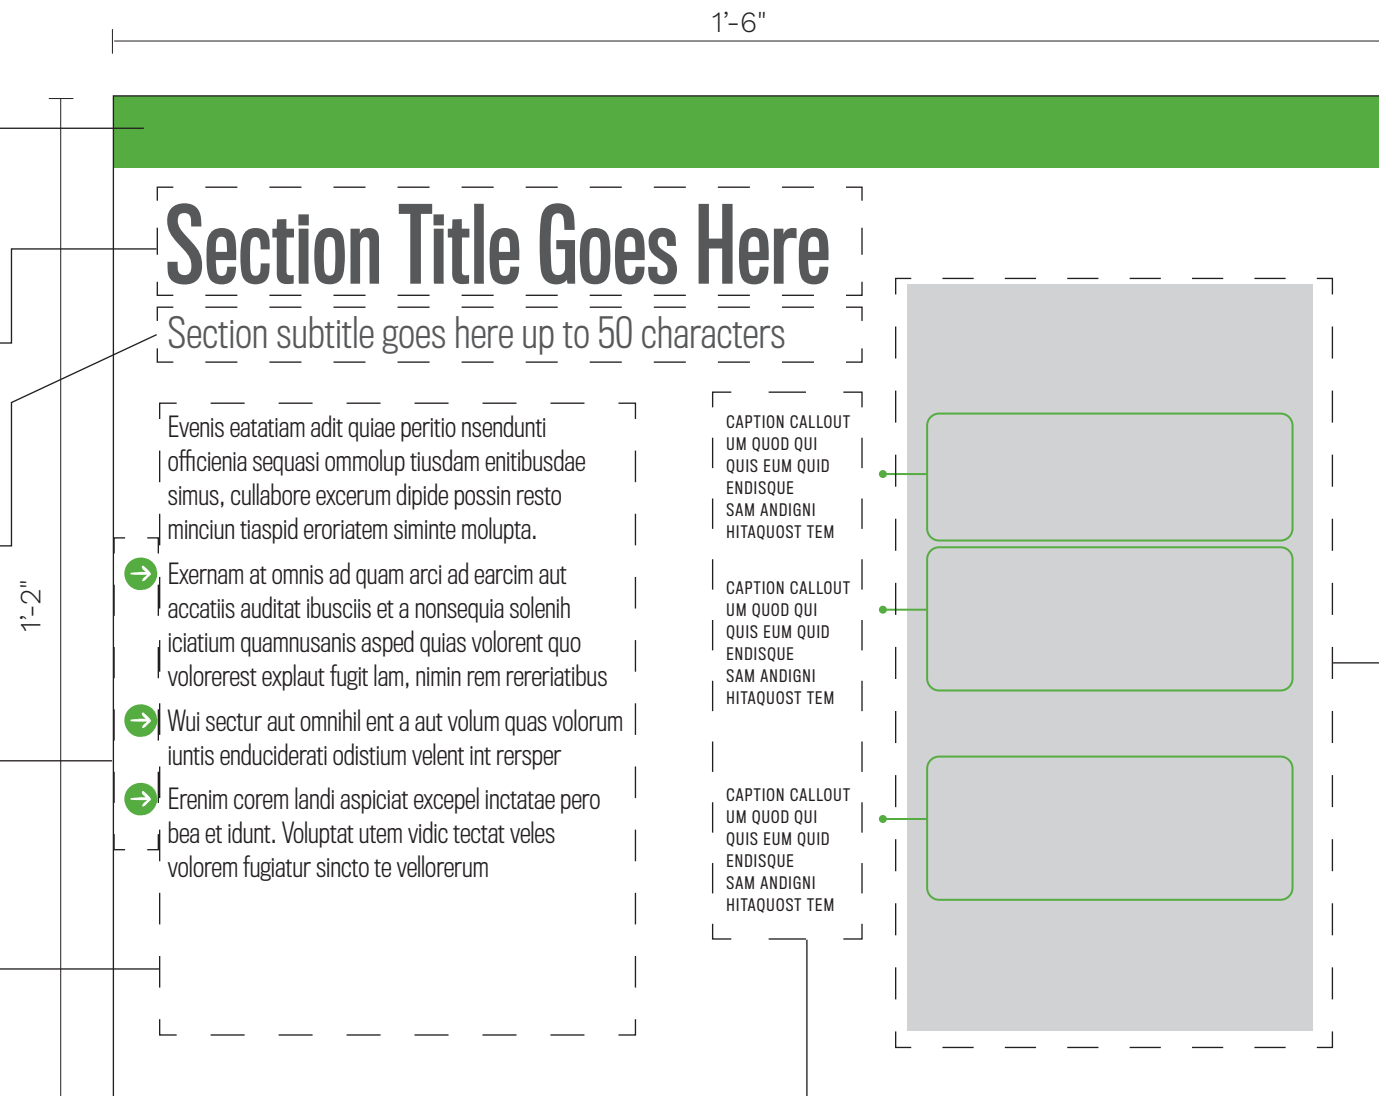 1'-6"
1'-2"
Section Title Goes Here
Section subtitle goes here up to 50 characters
Evenis eatatiam adit quiae peritio nsendunti
officienia sequasi ommolup tiusdam enitibusdae
simus, cullabore excerum dipide possin resto
minciun tiaspid eroriatem siminte molupta.
Exernam at omnis ad quam arci ad earcim aut
accatiis auditat ibusciis et a nonsequia solenih
iciatium quamnusanis asped quias volorent quo
volorerest explaut fugit lam, nimin rem rereriatibus
Wui sectur aut omnihil ent a aut volum quas volorum
iuntis enduciderati odistium velent int rersper
Erenim corem landi aspiciat excepel inctatae pero
bea et idunt. Voluptat utem vidic tectat veles
volorem fugiatur sincto te vellorerum
CAPTION CALLOUT
UM QUOD QUI
QUIS EUM QUID
ENDISQUE
SAM ANDIGNI
HITAQUOST TEM
CAPTION CALLOUT
UM QUOD QUI
QUIS EUM QUID
ENDISQUE
SAM ANDIGNI
HITAQUOST TEM
CAPTION CALLOUT
UM QUOD QUI
QUIS EUM QUID
ENDISQUE
SAM ANDIGNI
HITAQUOST TEM